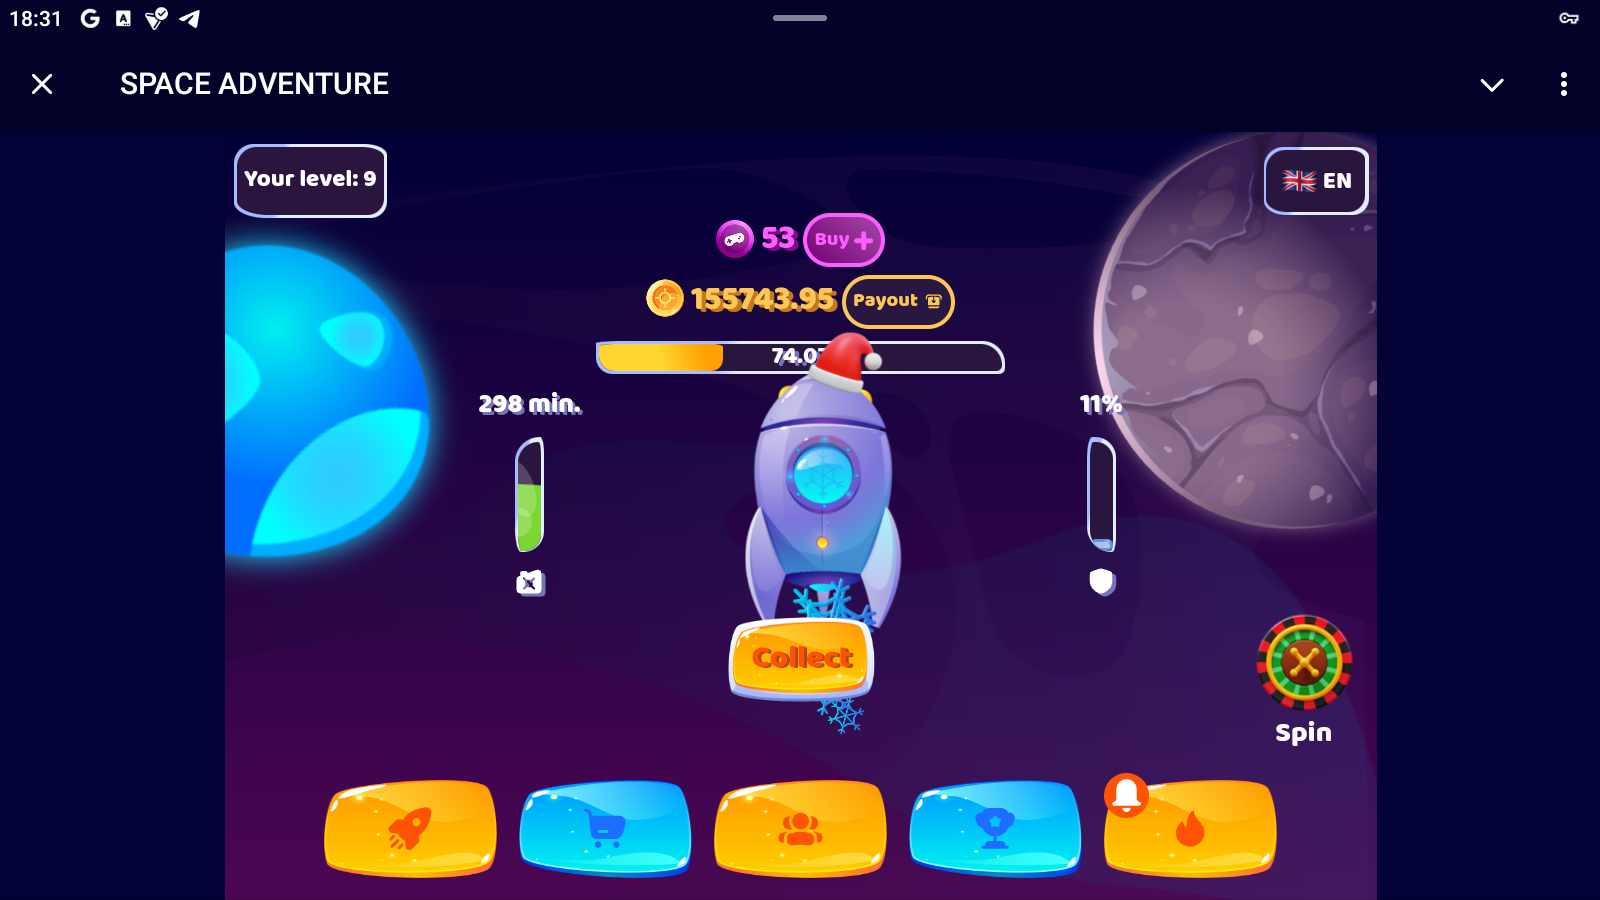 18:31
SPACE ADVENTURE
Your level: 9
EN
53
Buy
155743.95
Payout
298 min.
11%
Collect
Spin